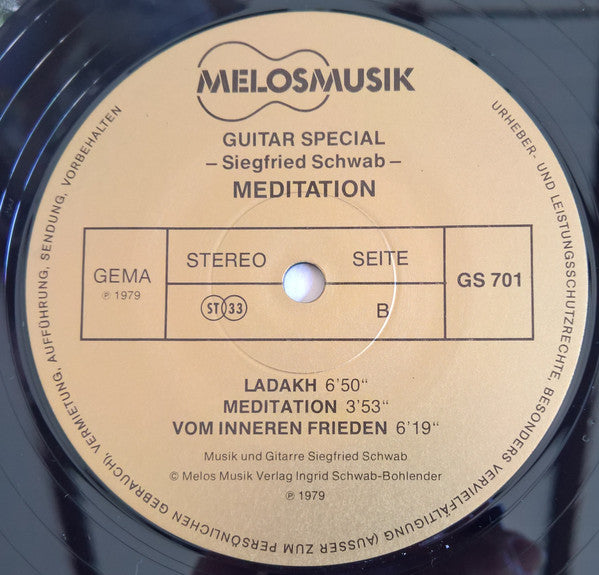 MELOSMUSIK
GUITAR SPECIAL
– Siegfried Schwab –
MEDITATION
GEMA
℗ 1979
STEREO
SEITE
GS 701
ST 33
B
LADAKH 6'50"
MEDITATION 3'53"
VOM INNEREN FRIEDEN 6'19"
Musik und Gitarre Siegfried Schwab
© Melos Musik Verlag Ingrid Schwab-Bohlender
℗ 1979
URHEBER- UND LEISTUNGSSCHUTZRECHTE, BESONDERS VERVIELFÄLTIGUNG (AUSSER ZUM PERSÖNLICHEN GEBRAUCH), VERMIETUNG, AUFFÜHRUNG, SENDUNG, VORBEHALTEN